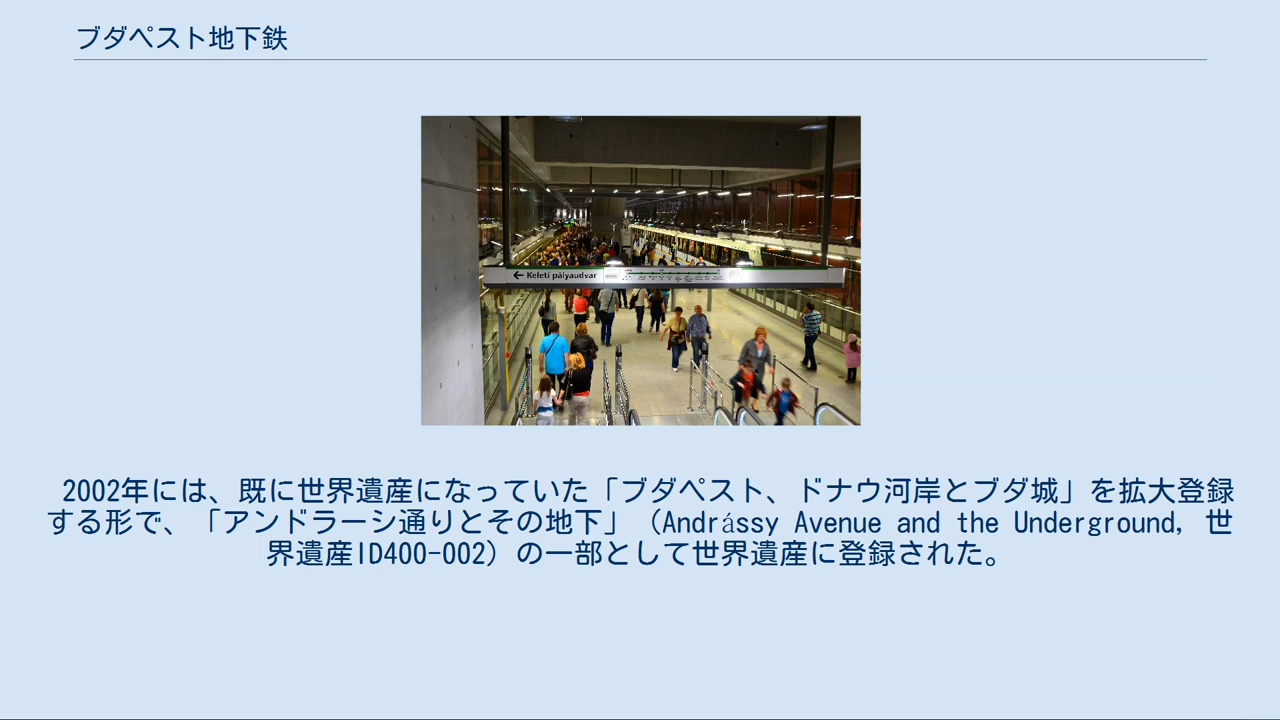 ブダペスト地下鉄
← Keleti pályaudvar
2002年には、既に世界遺産になっていた「ブダペスト、ドナウ河岸とブダ城」を拡大登録
する形で、「アンドラーシ通りとその地下」（Andrássy Avenue and the Underground, 世
界遺産ID400-002）の一部として世界遺産に登録された。